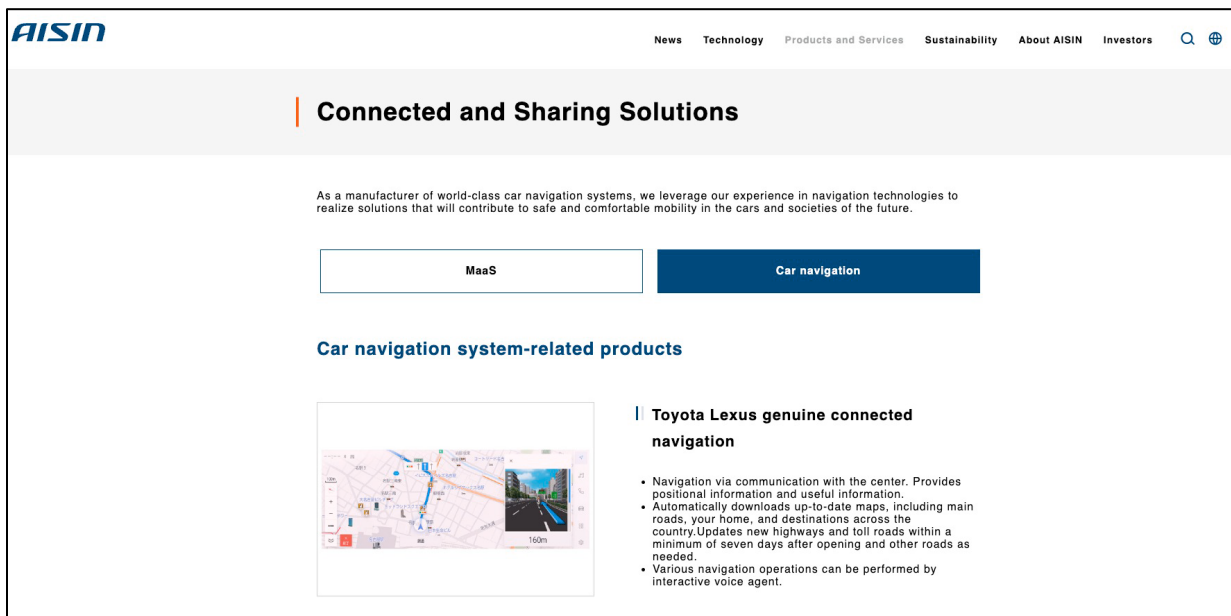 AISIN
News Technology Products and Services Sustainability About AISIN Investors
Connected and Sharing Solutions
As a manufacturer of world-class car navigation systems, we leverage our experience in navigation technologies to
realize solutions that will contribute to safe and comfortable mobility in the cars and societies of the future.
MaaS
Car navigation
Car navigation system-related products
160m
Toyota Lexus genuine connected
navigation
• Navigation via communication with the center. Provides
positional information and useful information.
• Automatically downloads up-to-date maps, including main
roads, your home, and destinations across the
country.Updates new highways and toll roads within a
minimum of seven days after opening and other roads as
needed.
• Various navigation operations can be performed by
interactive voice agent.